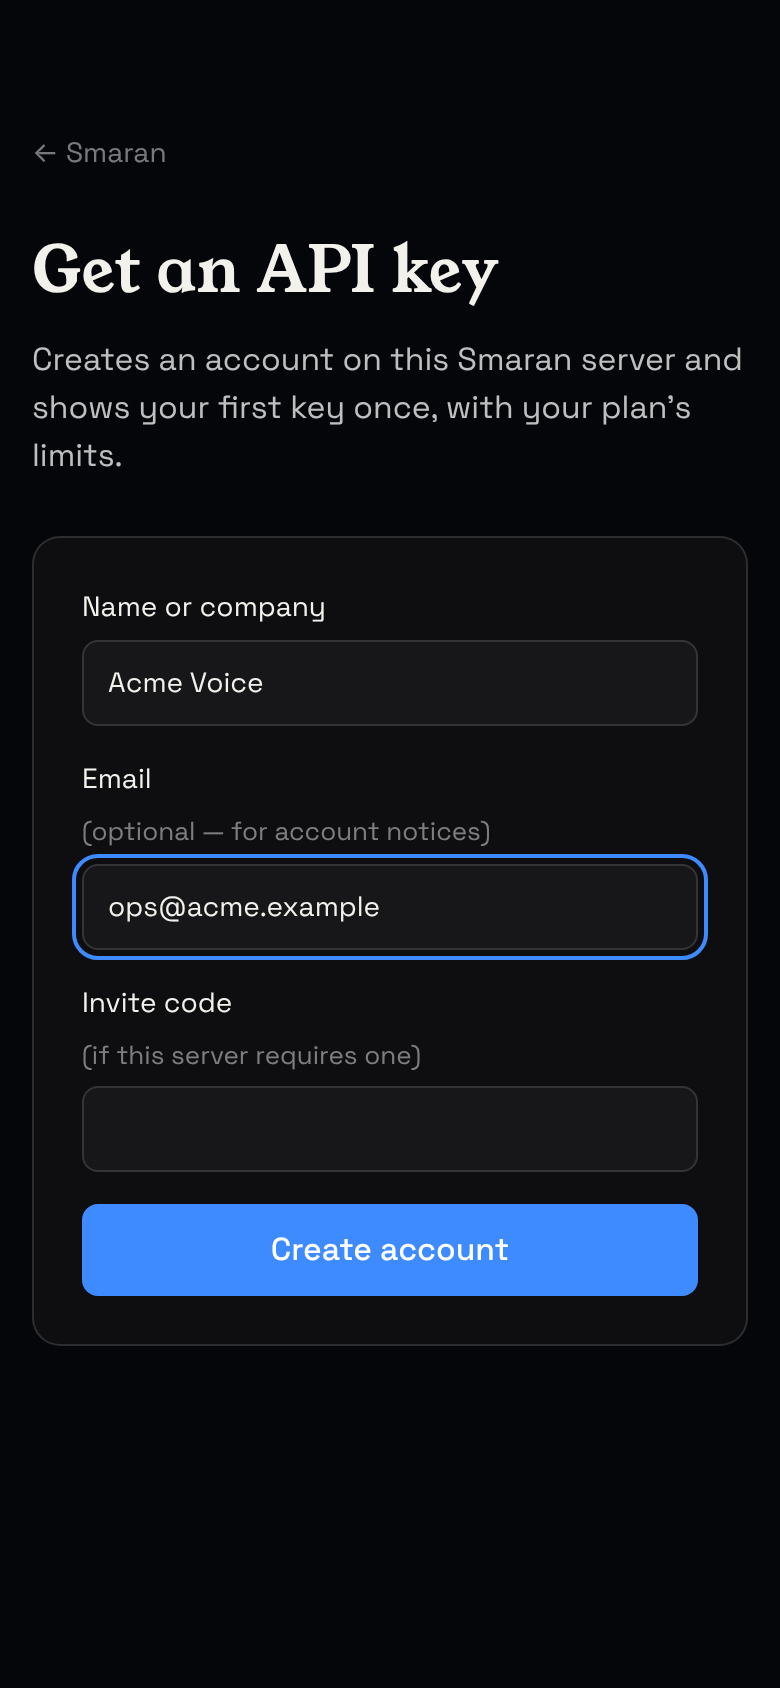 ← Smaran
Get an API key
Creates an account on this Smaran server and
shows your first key once, with your plan’s
limits.
Name or company
Acme Voice
Email
(optional — for account notices)
ops@acme.example
Invite code
(if this server requires one)
Create account